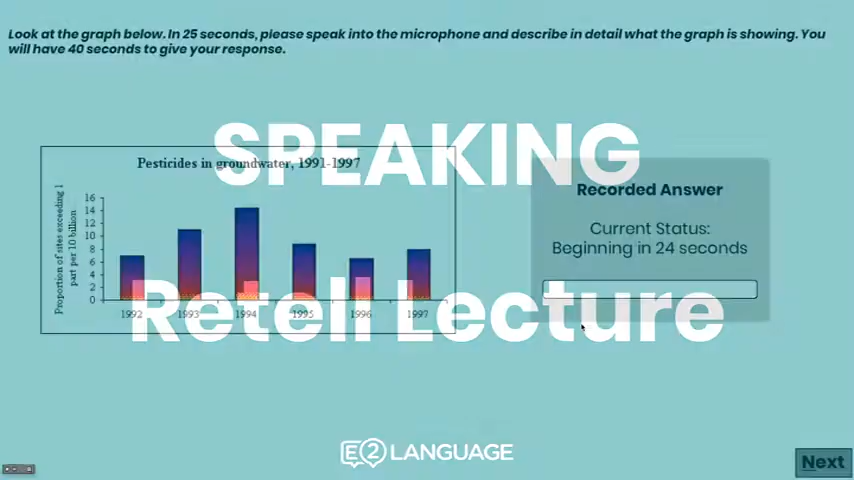 Look at the graph below. In 25 seconds, please speak into the microphone and describe in detail what the graph is showing. You
will have 40 seconds to give your response.
SPEAKING
Pesticides in groundwater, 1991-1997
Proportion of sites exceeding 1
part per 10 billion
16
14
12
10
8
6
4
2
0
1992
1993
1994
1995
1996
1997
Recorded Answer
Current Status:
Beginning in 24 seconds
Retell Lecture
E2 LANGUAGE
Next